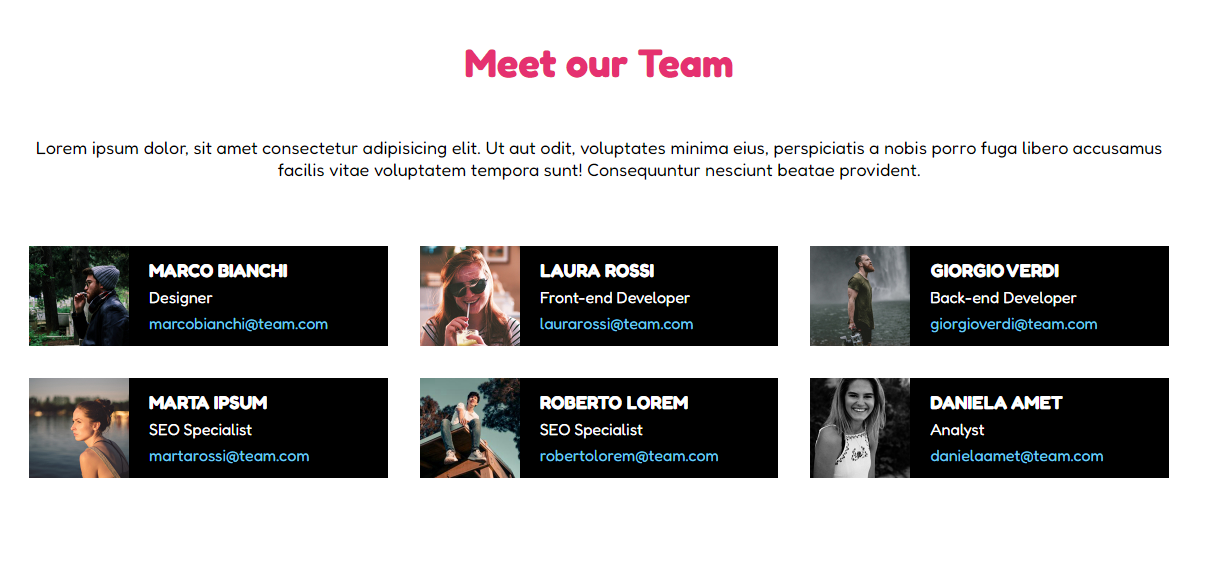 Meet our Team
Lorem ipsum dolor, sit amet consectetur adipisicing elit. Ut aut odit, voluptates minima eius, perspiciatis a nobis porro fuga libero accusamus
facilis vitae voluptatem tempora sunt! Consequuntur nesciunt beatae provident.
MARCO BIANCHI
Designer
marcobianchi@team.com
LAURA ROSSI
Front-end Developer
laurarossi@team.com
GIORGIO VERDI
Back-end Developer
giorgioverdi@team.com
MARTA IPSUM
SEO Specialist
martarossi@team.com
ROBERTO LOREM
SEO Specialist
robertolorem@team.com
DANIELA AMET
Analyst
danielaamet@team.com